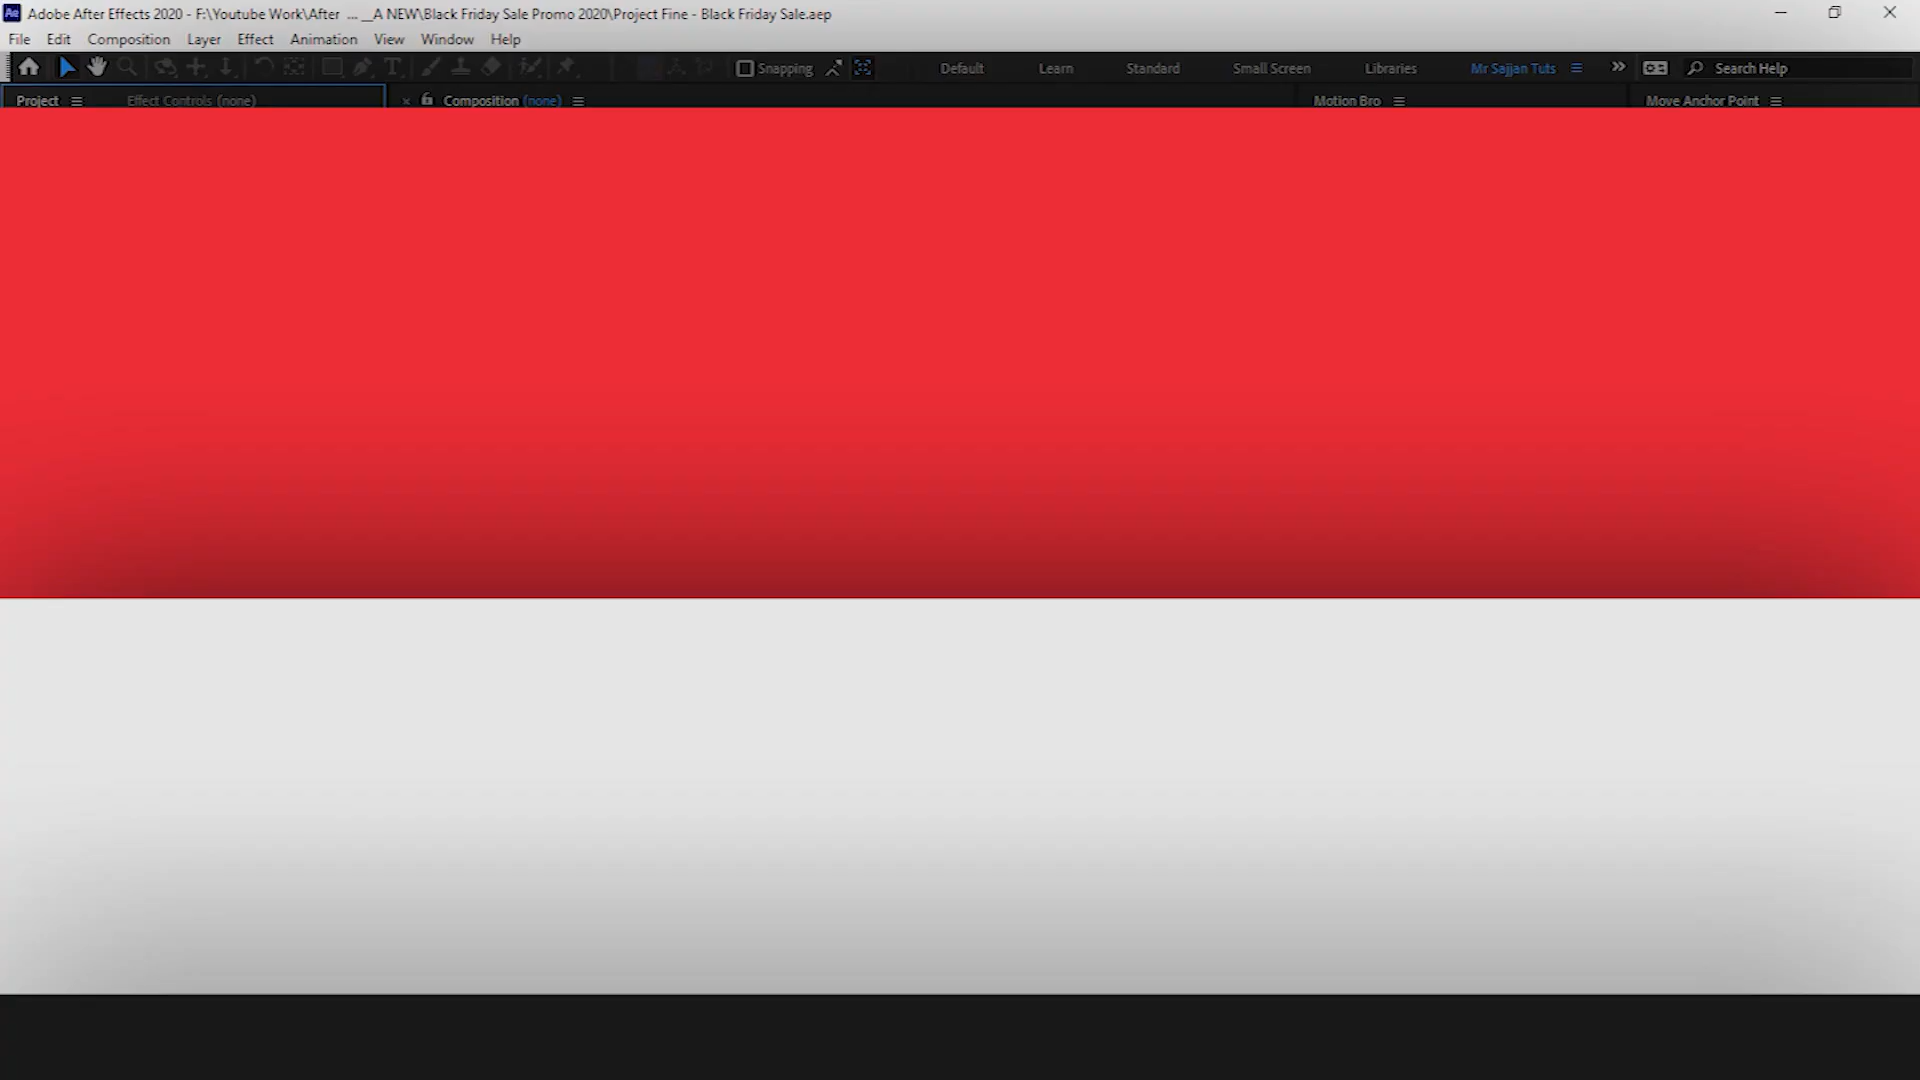 Ae Adobe After Effects 2020 - F:\Youtube Work\After ... __A NEW\Black Friday Sale Promo 2020\Project Fine - Black Friday Sale.aep
File Edit Composition Layer Effect Animation View Window Help
T Snapping Default Learn Standard Small Screen Libraries Mr Sajjan Tuts Search Help
Project Effect Controls (none) Composition (none) Motion Bro Move Anchor Point